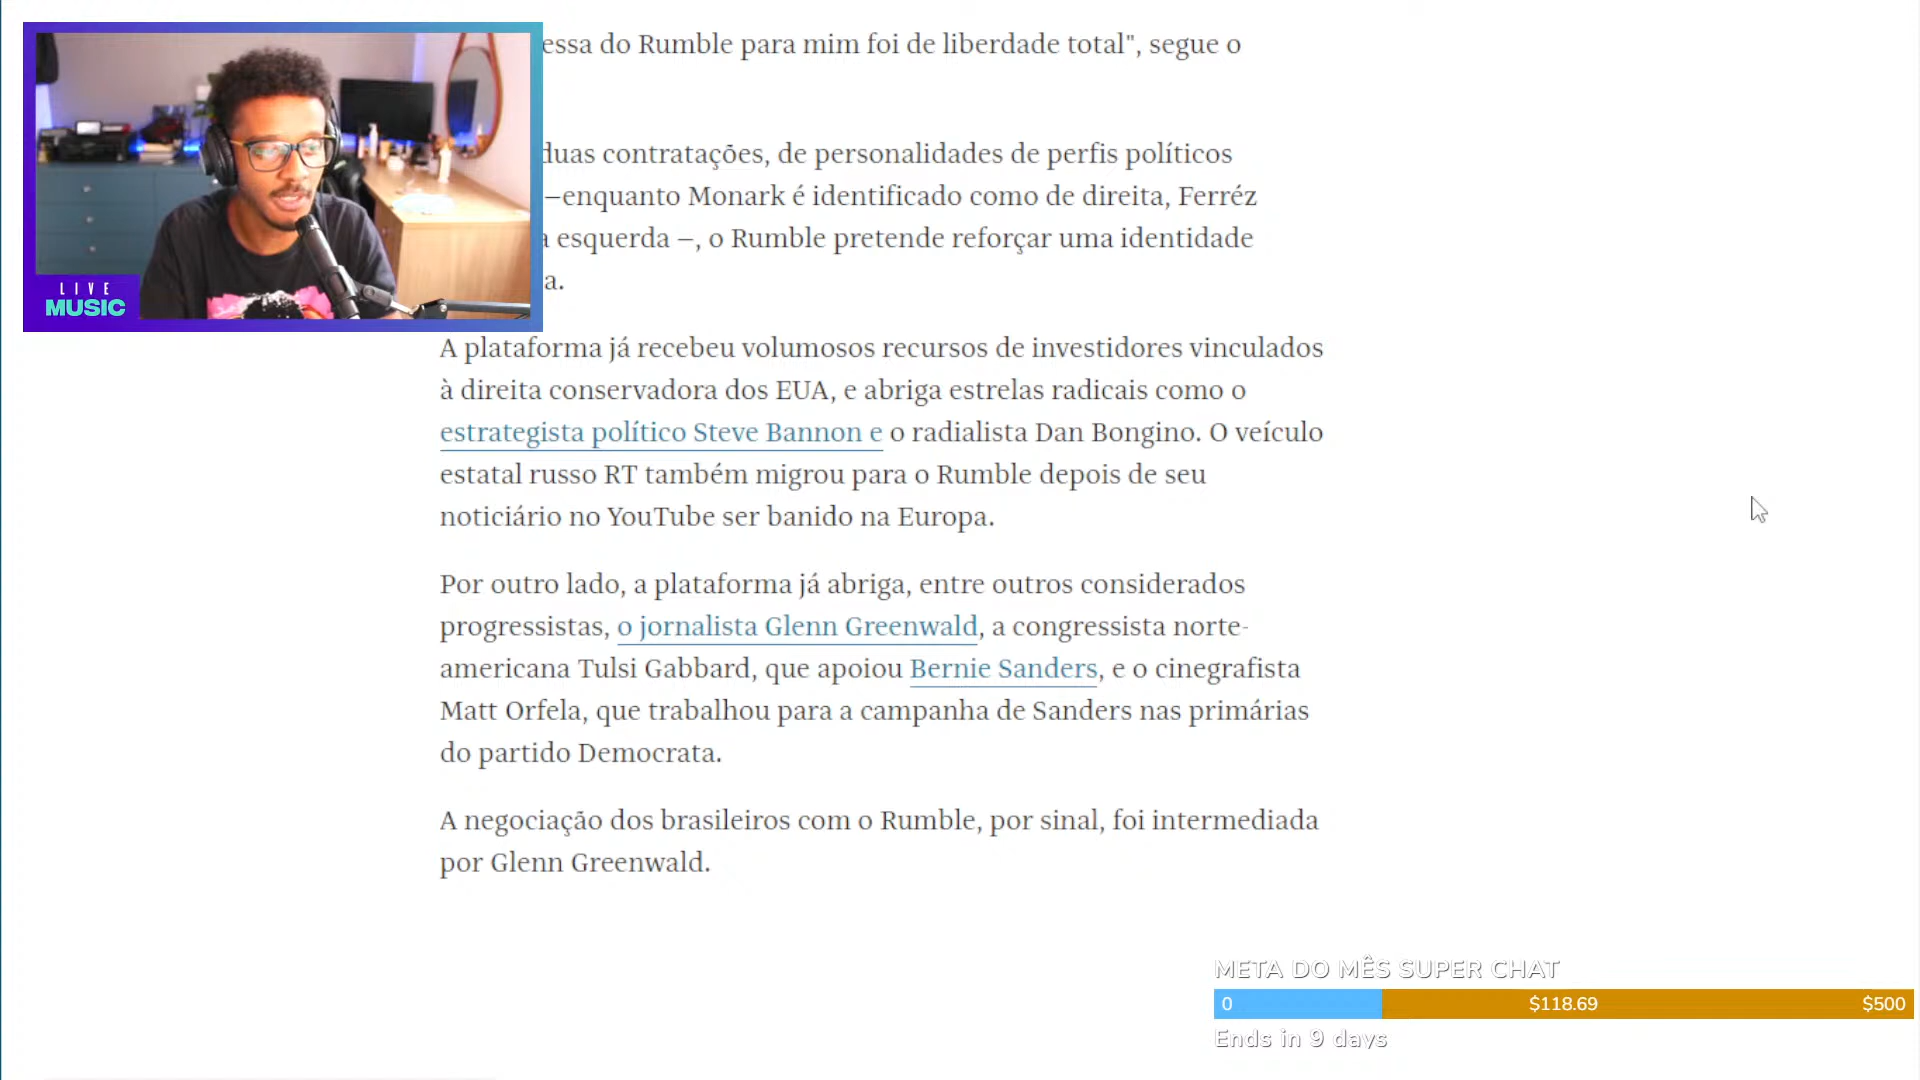 essa do Rumble para mim foi de liberdade total", segue o
duas contratações, de personalidades de perfis políticos
—enquanto Monark é identificado como de direita, Ferréz
a esquerda —, o Rumble pretende reforçar uma identidade
a.
LIVE
MUSIC
A plataforma já recebeu volumosos recursos de investidores vinculados
à direita conservadora dos EUA, e abriga estrelas radicais como o
estrategista político Steve Bannon e o radialista Dan Bongino. O veículo
estatal russo RT também migrou para o Rumble depois de seu
noticiário no YouTube ser banido na Europa.
Por outro lado, a plataforma já abriga, entre outros considerados
progressistas, o jornalista Glenn Greenwald, a congressista norte-
americana Tulsi Gabbard, que apoiou Bernie Sanders, e o cinegrafista
Matt Orfela, que trabalhou para a campanha de Sanders nas primárias
do partido Democrata.
A negociação dos brasileiros com o Rumble, por sinal, foi intermediada
por Glenn Greenwald.
META DO MÊS SUPER CHAT
0 $118.69 $500
Ends in 9 days